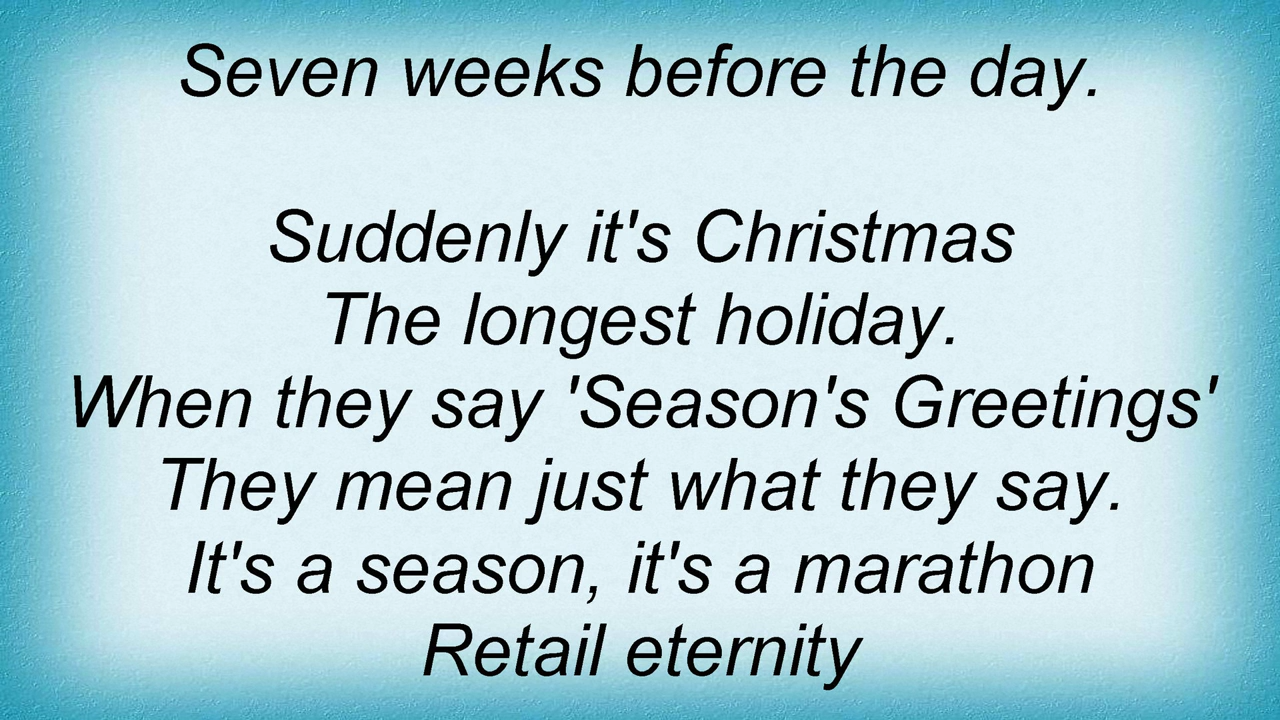 Seven weeks before the day.
Suddenly it's Christmas
The longest holiday.
When they say 'Season's Greetings'
They mean just what they say.
It's a season, it's a marathon
Retail eternity